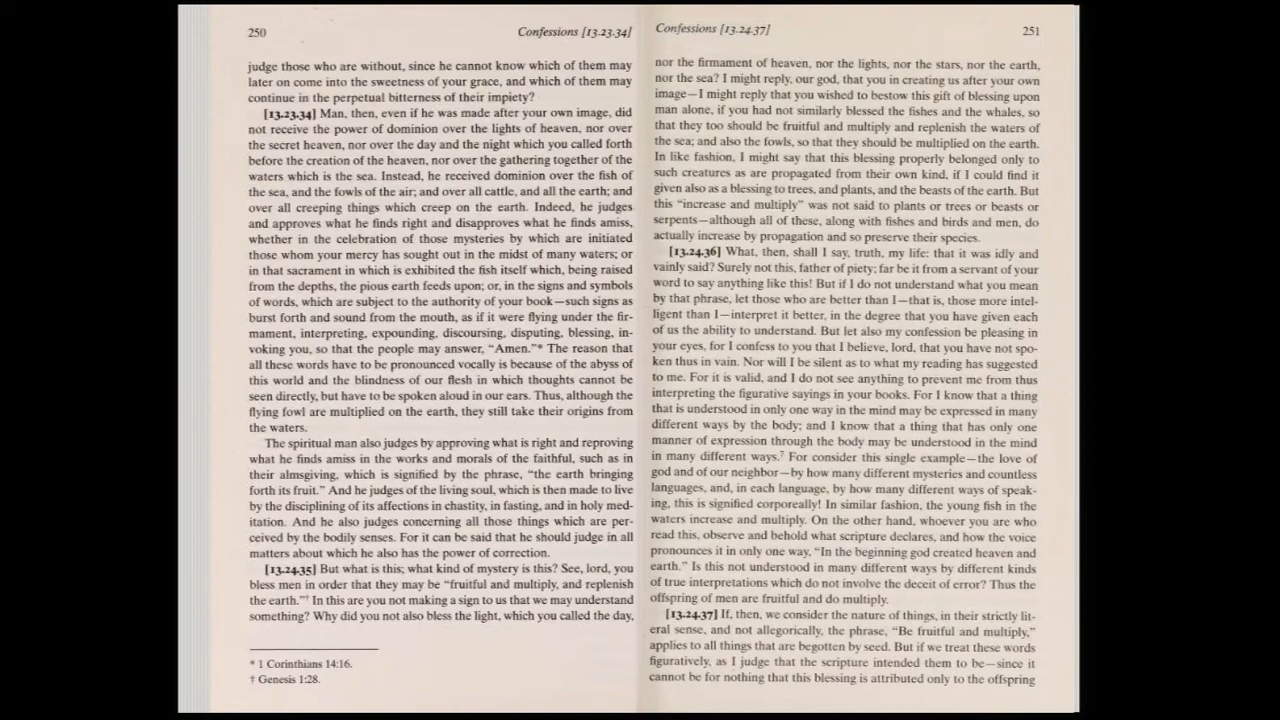 250
Confessions [13.23.34]
judge those who are without, since he cannot know which of them may
later on come into the sweetness of your grace, and which of them may
continue in the perpetual bitterness of their impiety?
[13.23.34] Man, then, even if he was made after your own image, did
not receive the power of dominion over the lights of heaven, nor over
the secret heaven, nor over the day and the night which you called forth
before the creation of the heaven, nor over the gathering together of the
waters which is the sea. Instead, he received dominion over the fish of
the sea, and the fowls of the air; and over all cattle, and all the earth; and
over all creeping things which creep on the earth. Indeed, he judges
and approves what he finds right and disapproves what he finds amiss,
whether in the celebration of those mysteries by which are initiated
those whom your mercy has sought out in the midst of many waters; or
in that sacrament in which is exhibited the fish itself which, being raised
from the depths, the pious earth feeds upon; or, in the signs and symbols
of words, which are subject to the authority of your book—such signs as
burst forth and sound from the mouth, as if it were flying under the fir-
mament, interpreting, expounding, discoursing, disputing, blessing, in-
voking you, so that the people may answer, “Amen.”* The reason that
all these words have to be pronounced vocally is because of the abyss of
this world and the blindness of our flesh in which thoughts cannot be
seen directly, but have to be spoken aloud in our ears. Thus, although the
flying fowl are multiplied on the earth, they still take their origins from
the waters.
The spiritual man also judges by approving what is right and reproving
what he finds amiss in the works and morals of the faithful, such as in
their almsgiving, which is signified by the phrase, “the earth bringing
forth its fruit.” And he judges of the living soul, which is then made to live
by the disciplining of its affections in chastity, in fasting, and in holy med-
itation. And he also judges concerning all those things which are per-
ceived by the bodily senses. For it can be said that he should judge in all
matters about which he also has the power of correction.
[13.24.35] But what is this; what kind of mystery is this? See, lord, you
bless men in order that they may be “fruitful and multiply, and replenish
the earth.”† In this are you not making a sign to us that we may understand
something? Why did you not also bless the light, which you called the day,
* 1 Corinthians 14:16.
† Genesis 1:28.
Confessions [13.24.37]
251
nor the firmament of heaven, nor the lights, nor the stars, nor the earth,
nor the sea? I might reply, our god, that you in creating us after your own
image—I might reply that you wished to bestow this gift of blessing upon
man alone, if you had not similarly blessed the fishes and the whales, so
that they too should be fruitful and multiply and replenish the waters of
the sea; and also the fowls, so that they should be multiplied on the earth.
In like fashion, I might say that this blessing properly belonged only to
such creatures as are propagated from their own kind, if I could find it
given also as a blessing to trees, and plants, and the beasts of the earth. But
this “increase and multiply” was not said to plants or trees or beasts or
serpents—although all of these, along with fishes and birds and men, do
actually increase by propagation and so preserve their species.
[13.24.36] What, then, shall I say, truth, my life: that it was idly and
vainly said? Surely not this, father of piety; far be it from a servant of your
word to say anything like this! But if I do not understand what you mean
by that phrase, let those who are better than I—that is, those more intel-
ligent than I—interpret it better, in the degree that you have given each
of us the ability to understand. But let also my confession be pleasing in
your eyes, for I confess to you that I believe, lord, that you have not spo-
ken thus in vain. Nor will I be silent as to what my reading has suggested
to me. For it is valid, and I do not see anything to prevent me from thus
interpreting the figurative sayings in your books. For I know that a thing
that is understood in only one way in the mind may be expressed in many
different ways by the body; and I know that a thing that has only one
manner of expression through the body may be understood in the mind
in many different ways.⁷ For consider this single example—the love of
god and of our neighbor—by how many different mysteries and countless
languages, and, in each language, by how many different ways of speak-
ing, this is signified corporeally! In similar fashion, the young fish in the
waters increase and multiply. On the other hand, whoever you are who
read this, observe and behold what scripture declares, and how the voice
pronounces it in only one way, “In the beginning god created heaven and
earth.” Is this not understood in many different ways by different kinds
of true interpretations which do not involve the deceit of error? Thus the
offspring of men are fruitful and do multiply.
[13.24.37] If, then, we consider the nature of things, in their strictly lit-
eral sense, and not allegorically, the phrase, “Be fruitful and multiply,”
applies to all things that are begotten by seed. But if we treat these words
figuratively, as I judge that the scripture intended them to be—since it
cannot be for nothing that this blessing is attributed only to the offspring